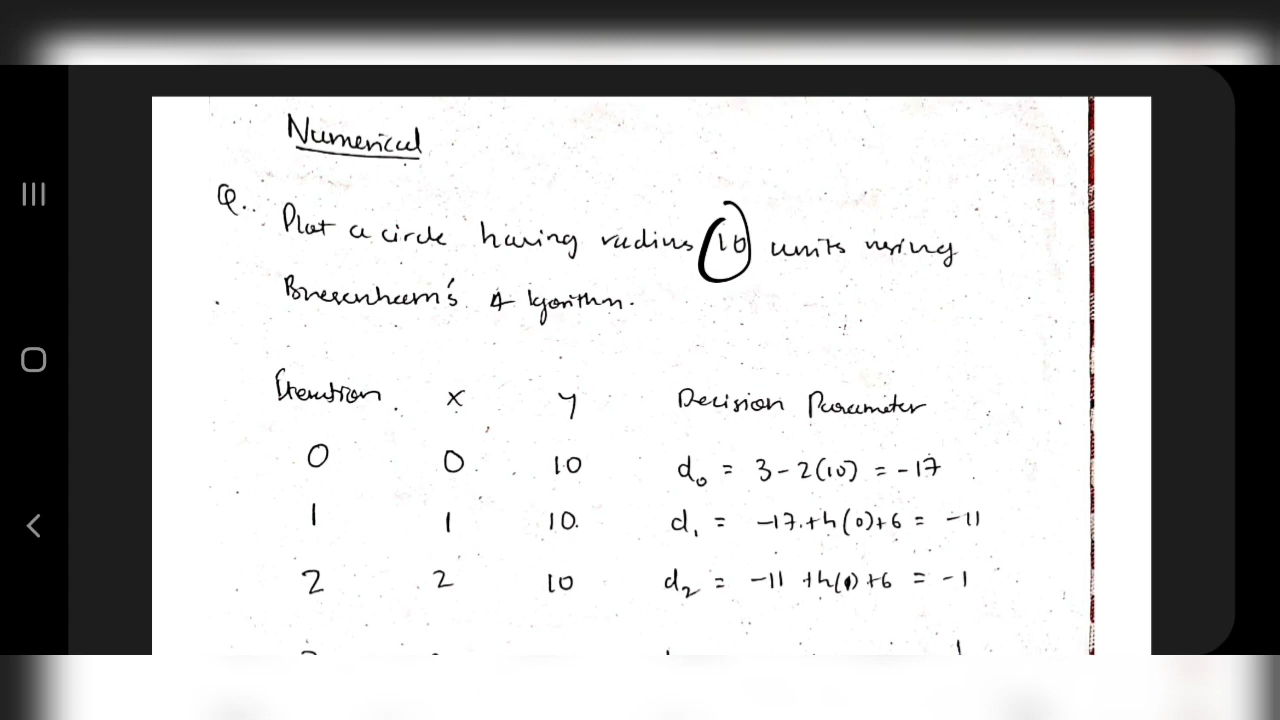 Numerical
Q.. Plot a circle having radius 10 units using
Bresenham's Algorithm.
Iteration x y Decision Parameter
0 0 10 d₀ = 3 - 2(10) = -17
1 1 10 d₁ = -17 + 4(0) + 6 = -11
2 2 10 d₂ = -11 + 4(1) + 6 = -1